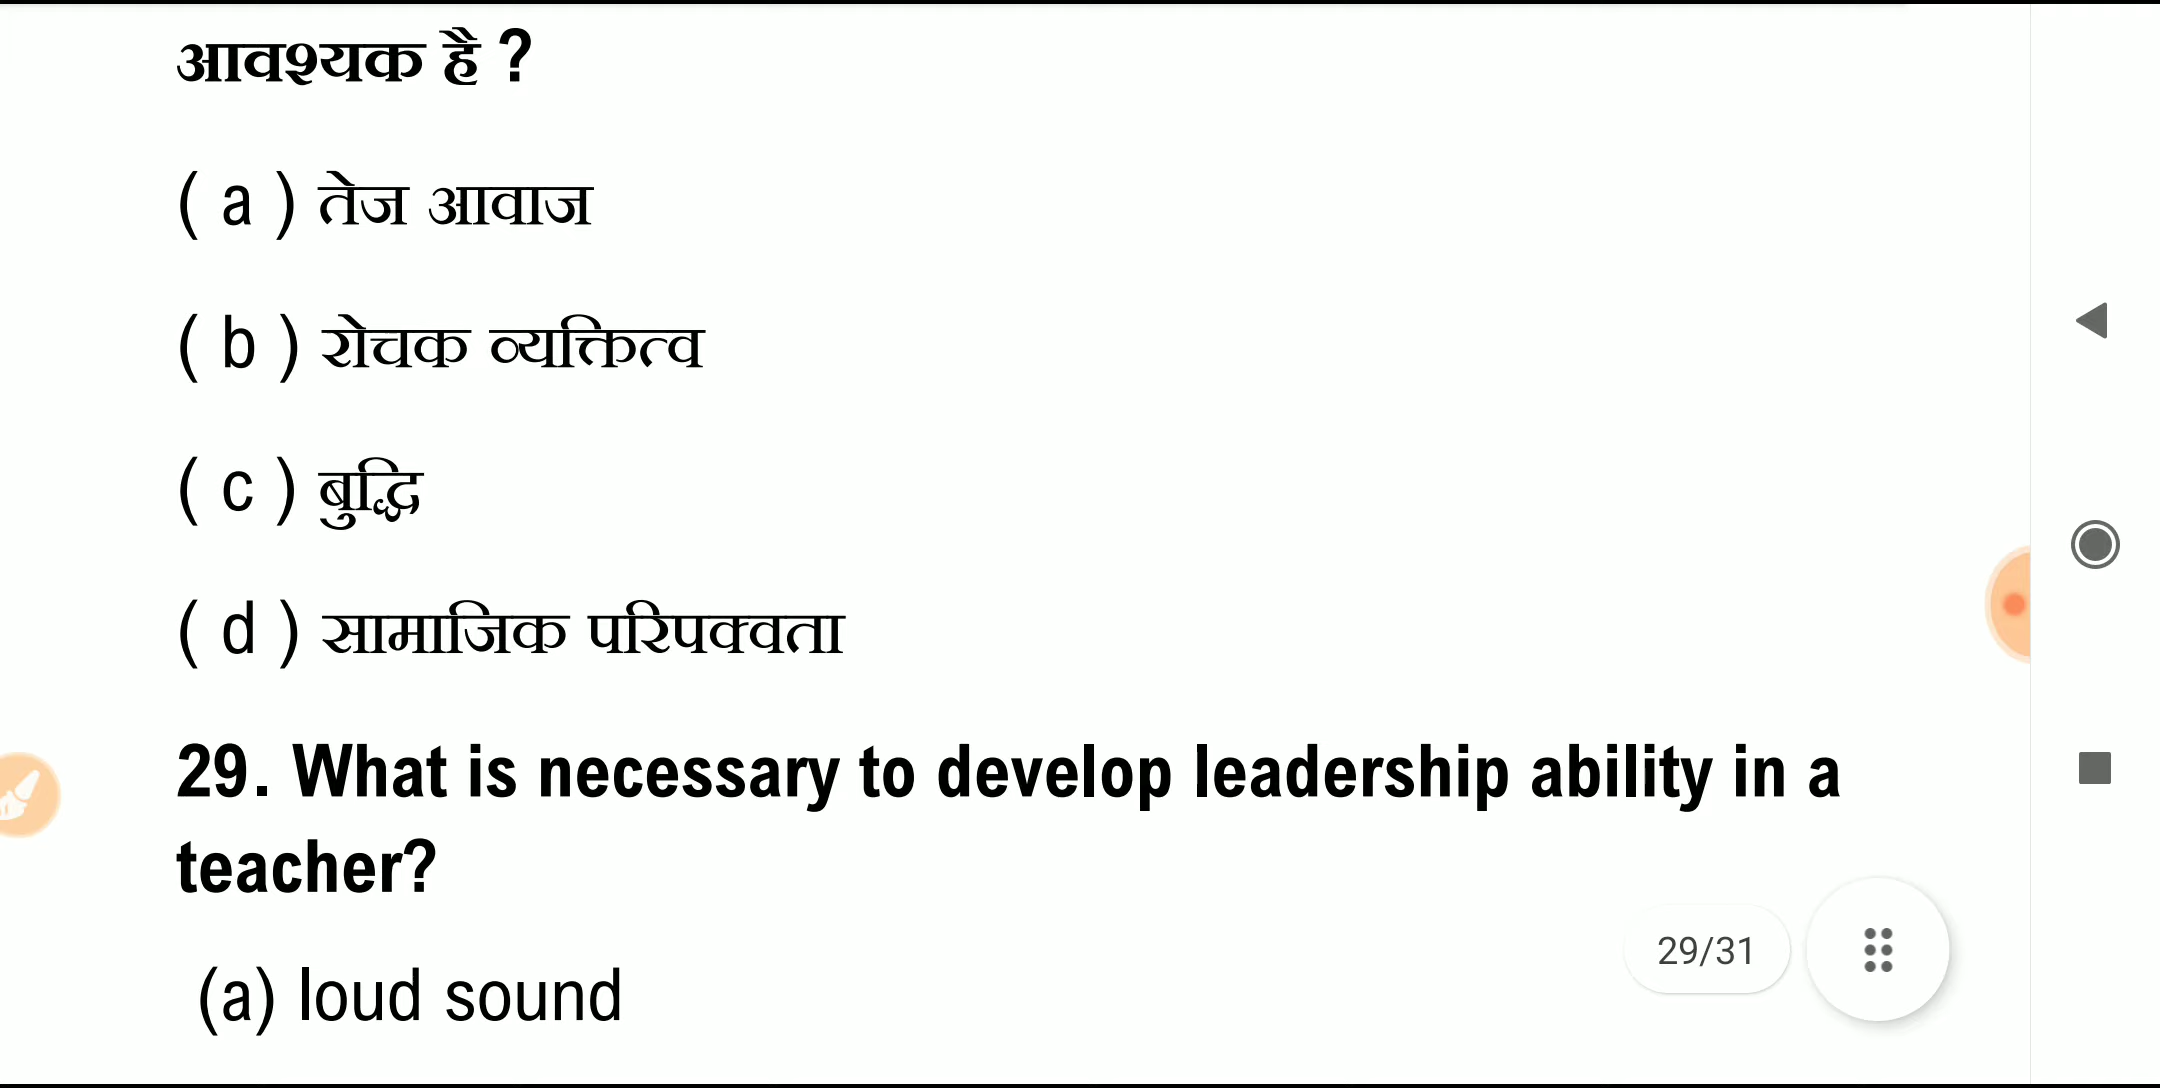 आवश्यक है ?
( a ) तेज आवाज
( b ) रोचक व्यक्तित्व
( c ) बुद्धि
( d ) सामाजिक परिपक्वता
29. What is necessary to develop leadership ability in a
teacher?
29/31
(a) loud sound